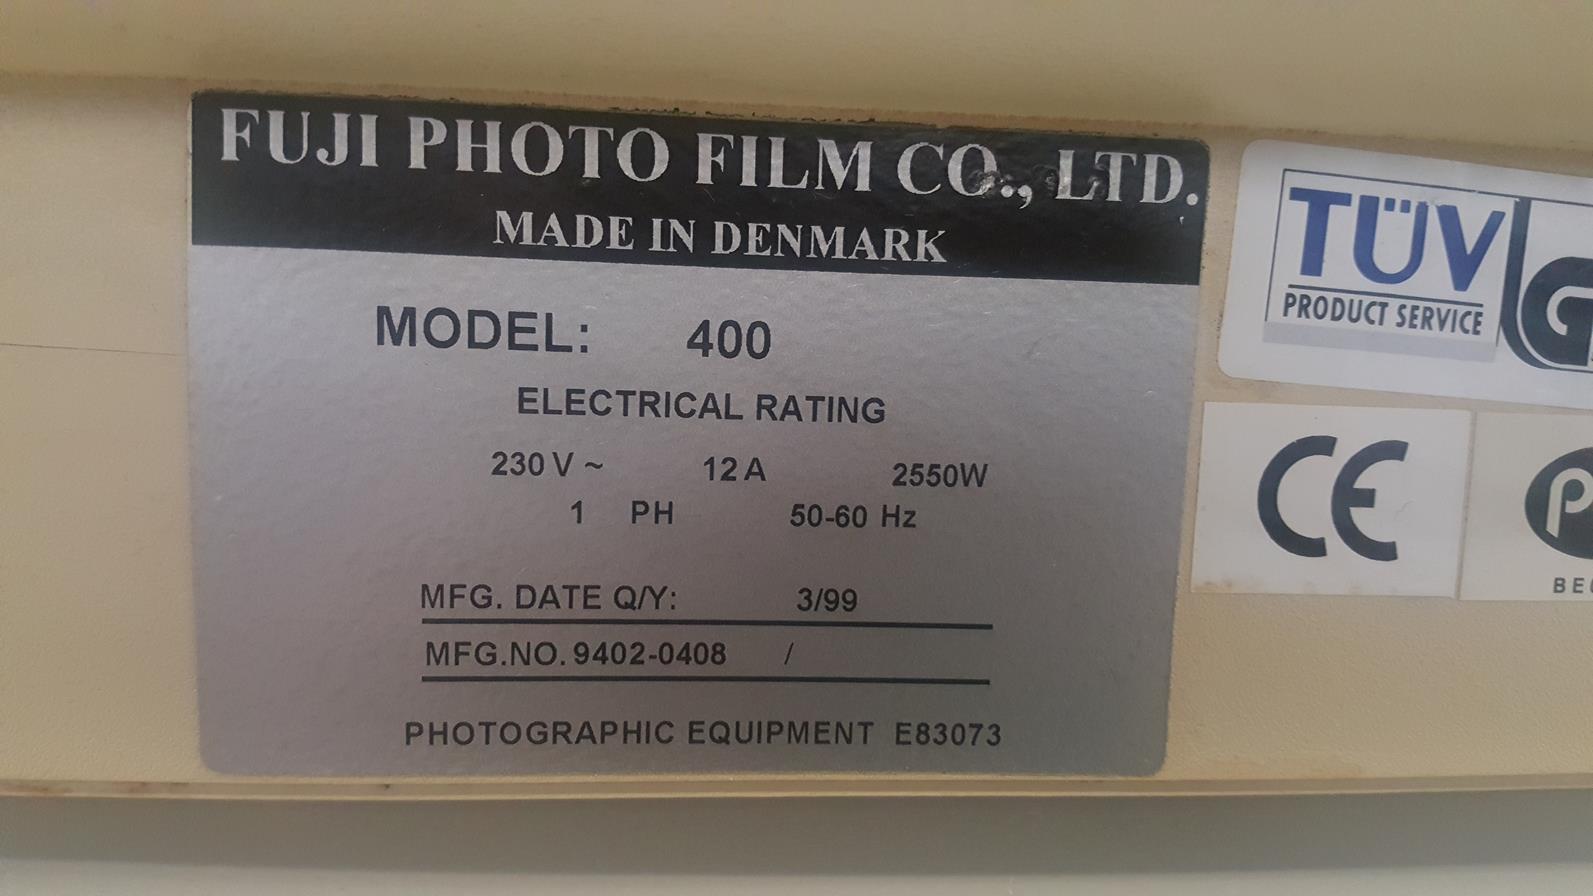 FUJI PHOTO FILM CO., LTD.
MADE IN DENMARK
MODEL: 400
ELECTRICAL RATING
230 V ~ 12 A 2550W
1 PH 50-60 Hz
MFG. DATE Q/Y: 3/99
MFG.NO. 9402-0408 /
PHOTOGRAPHIC EQUIPMENT E83073
TÜV
PRODUCT SERVICE
CE